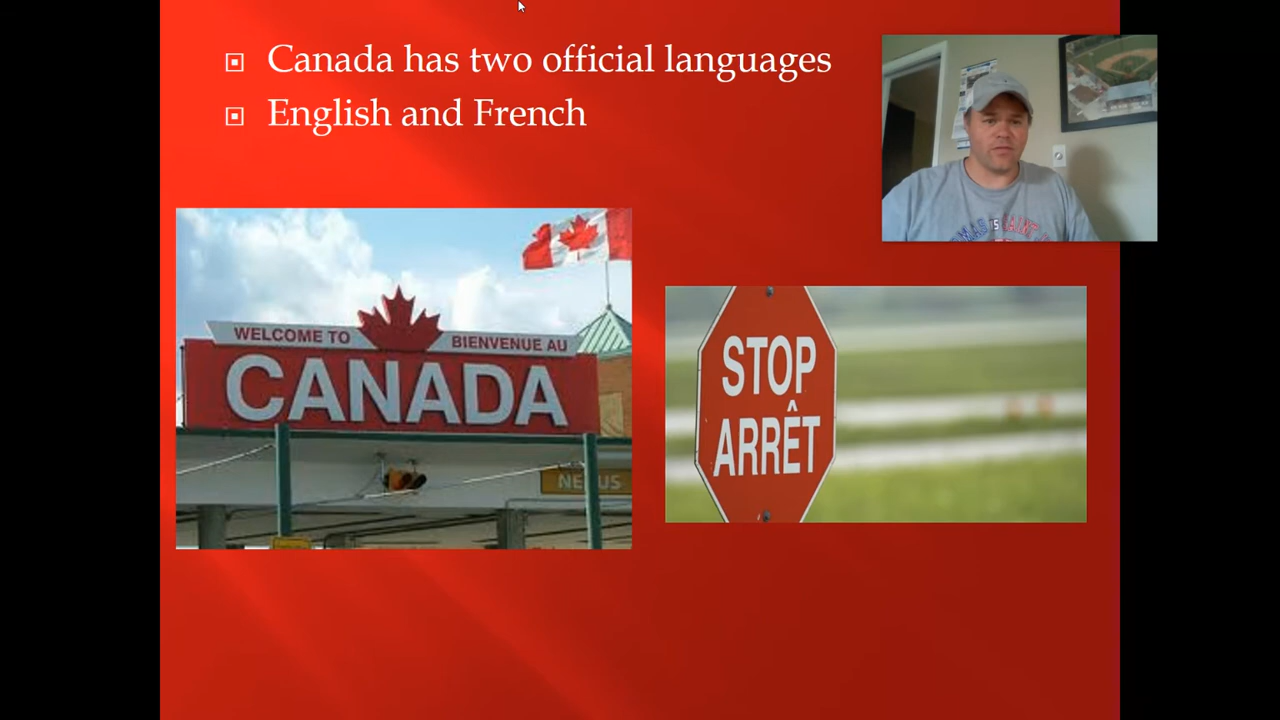 Canada has two official languages
English and French
WELCOME TO
BIENVENUE AU
CANADA
STOP
ARRÊT